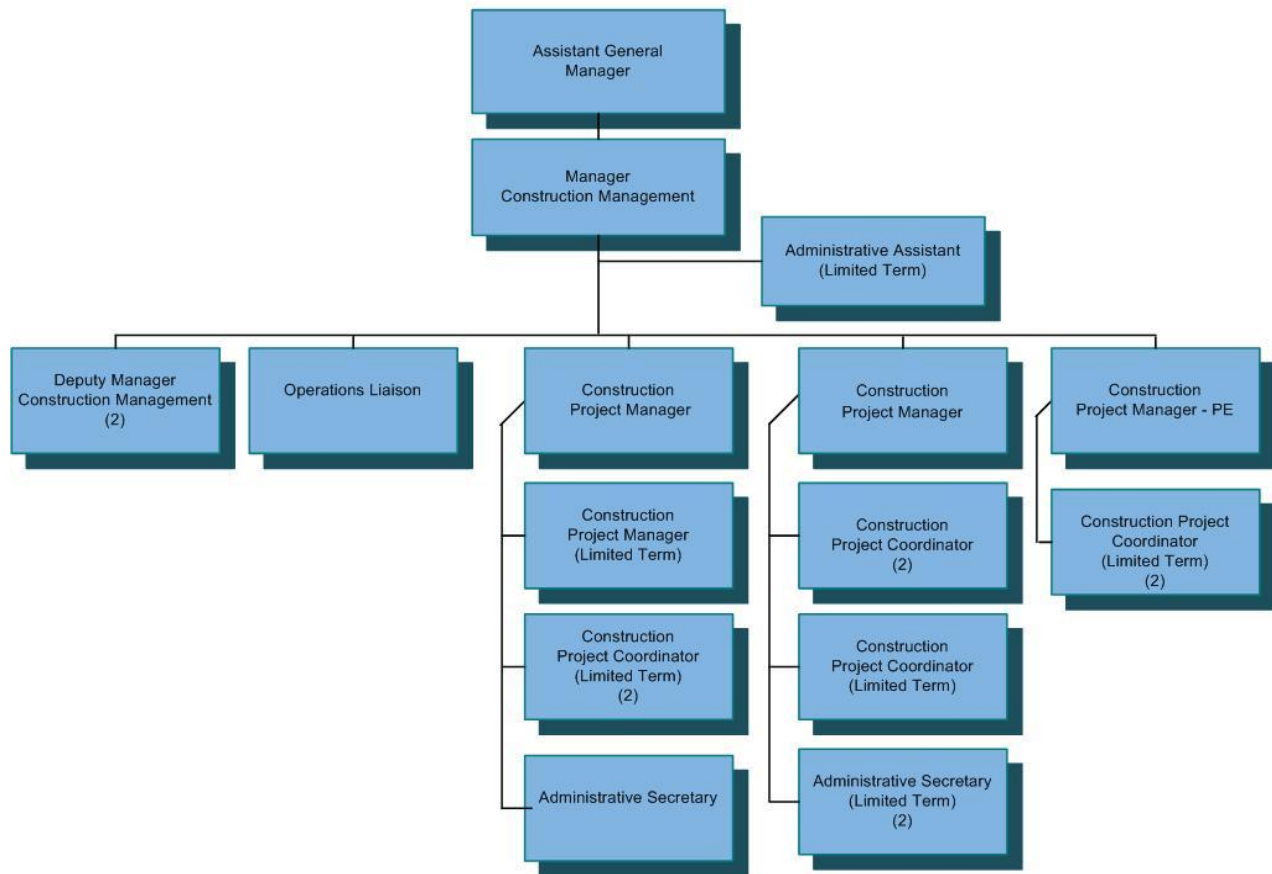 Assistant General
Manager
Manager
Construction Management
Administrative Assistant
(Limited Term)
Deputy Manager
Construction Management
(2)
Operations Liaison
Construction
Project Manager
Construction
Project Manager
Construction
Project Manager - PE
Construction
Project Manager
(Limited Term)
Construction
Project Coordinator
(2)
Construction Project
Coordinator
(Limited Term)
(2)
Construction
Project Coordinator
(Limited Term)
(2)
Construction
Project Coordinator
(Limited Term)
Administrative Secretary
Administrative Secretary
(Limited Term)
(2)